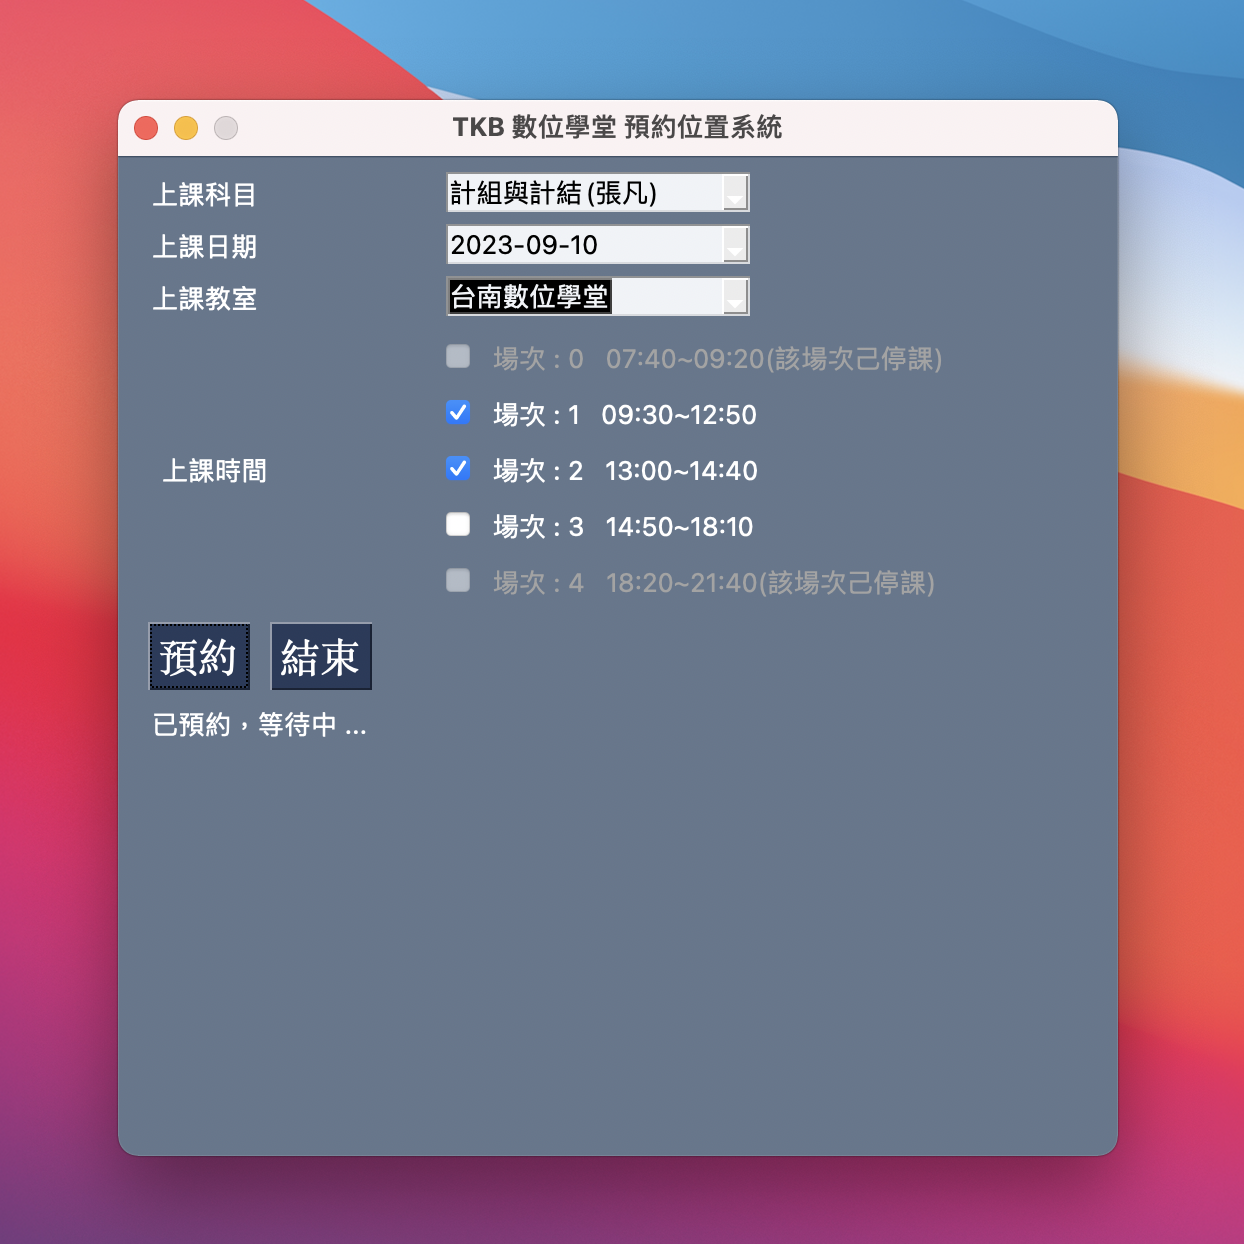 TKB 數位學堂 預約位置系統
上課科目 計組與計結(張凡)
上課日期 2023-09-10
上課教室 台南數位學堂
場次 : 0 07:40~09:20(該場次己停課)
場次 : 1 09:30~12:50
上課時間 場次 : 2 13:00~14:40
場次 : 3 14:50~18:10
場次 : 4 18:20~21:40(該場次己停課)
預約 結束
已預約，等待中 ...